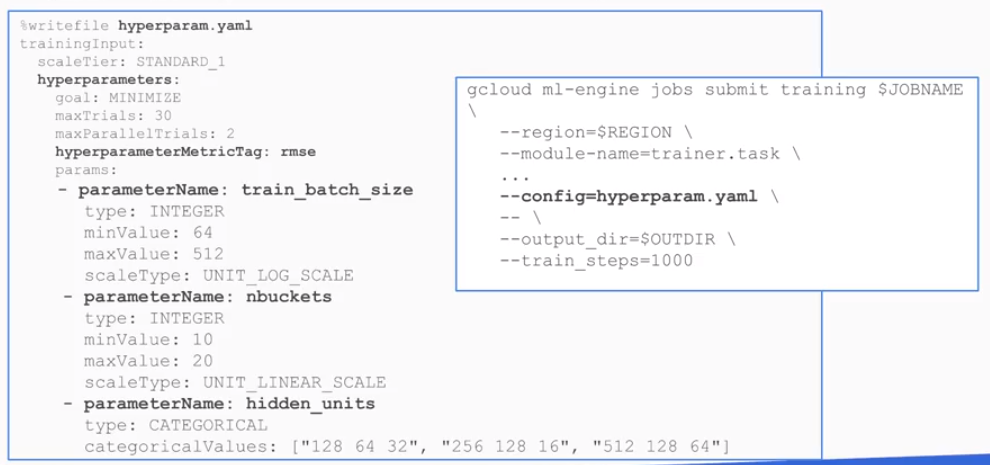 %writefile hyperparam.yaml
trainingInput:
scaleTier: STANDARD_1
hyperparameters:
goal: MINIMIZE
maxTrials: 30
maxParallelTrials: 2
hyperparameterMetricTag: rmse
params:
- parameterName: train_batch_size
type: INTEGER
minValue: 64
maxValue: 512
scaleType: UNIT_LOG_SCALE
- parameterName: nbuckets
type: INTEGER
minValue: 10
maxValue: 20
scaleType: UNIT_LINEAR_SCALE
- parameterName: hidden_units
type: CATEGORICAL
categoricalValues: ["128 64 32", "256 128 16", "512 128 64"]
gcloud ml-engine jobs submit training $JOBNAME
\
--region=$REGION \
--module-name=trainer.task \
...
--config=hyperparam.yaml \
-- \
--output_dir=$OUTDIR \
--train_steps=1000